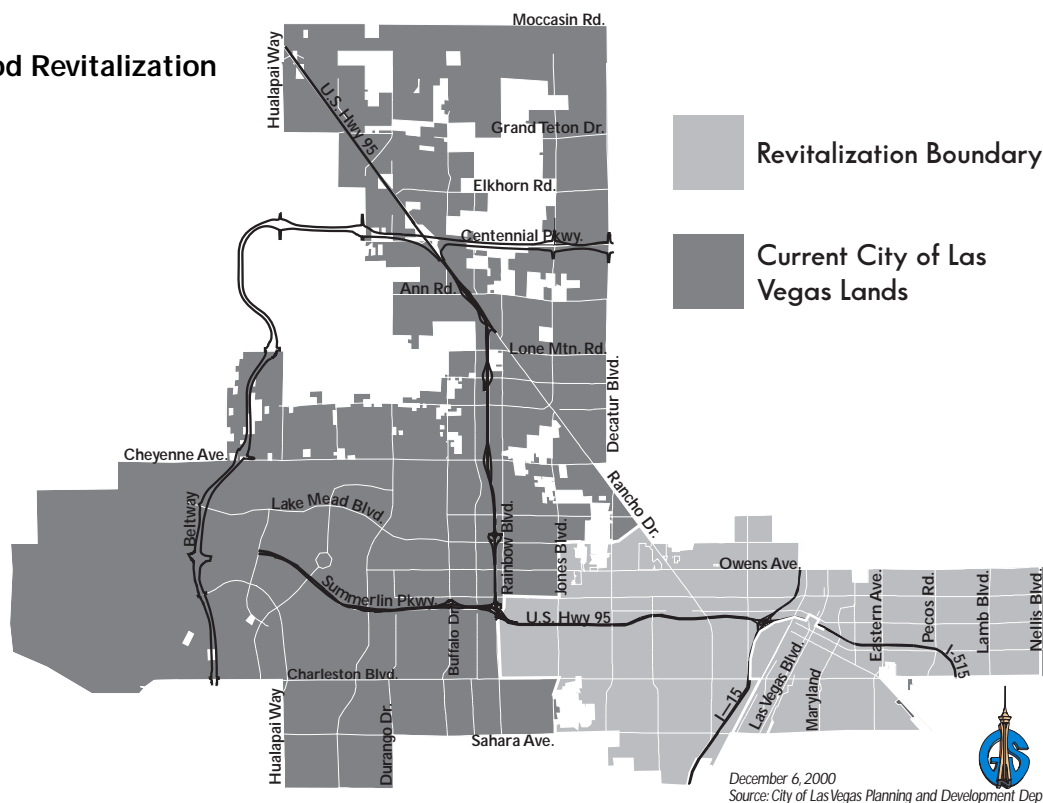 od Revitalization
Moccasin Rd.
Hualapai Way
U.S. Hwy 95
Grand Teton Dr.
Elkhorn Rd.
Centennial Pkwy.
Ann Rd.
Lone Mtn. Rd.
Decatur Blvd.
Revitalization Boundary
Current City of Las
Vegas Lands
Cheyenne Ave.
Beltway
Lake Mead Blvd.
Rainbow Blvd.
Jones Blvd.
Rancho Dr.
Owens Ave.
Summerlin Pkwy.
Buffalo Dr.
U.S. Hwy 95
Eastern Ave.
Pecos Rd.
Lamb Blvd.
Nellis Blvd.
I-515
Charleston Blvd.
I-15
Las Vegas Blvd.
Maryland
Hualapai Way
Durango Dr.
Sahara Ave.
GIS
December 6, 2000
Source: City of Las Vegas Planning and Development Dep